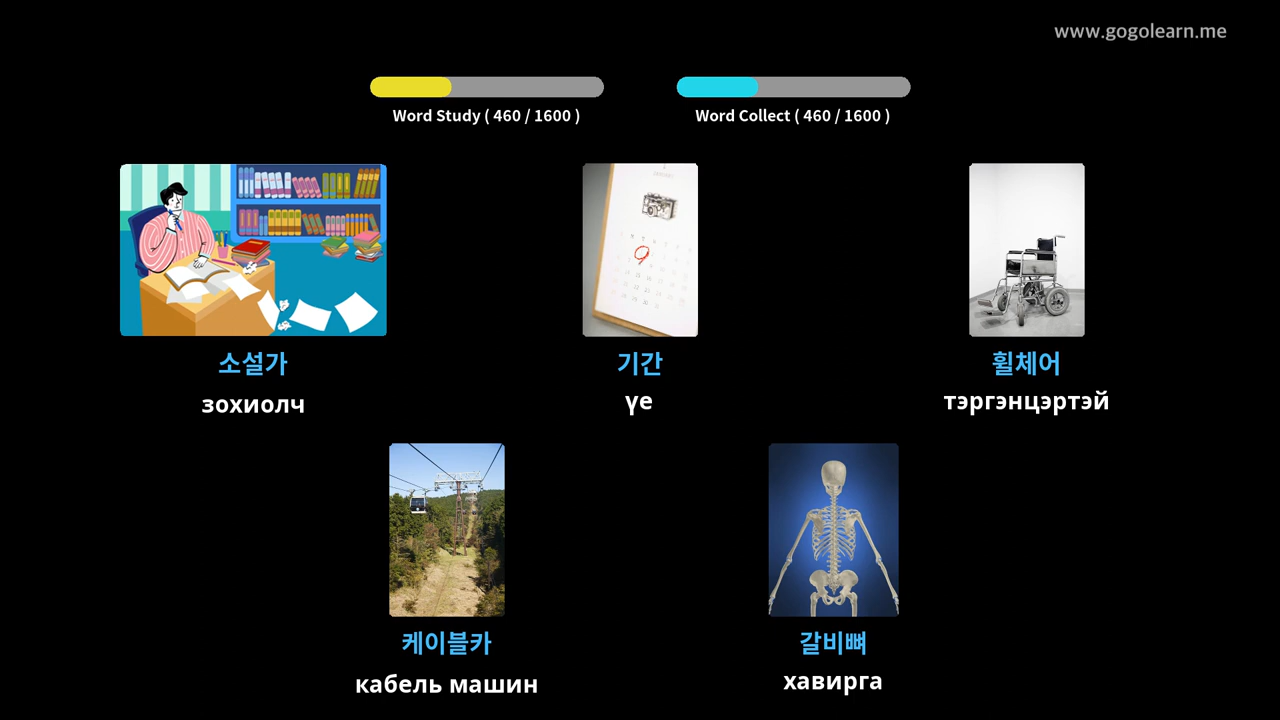 www.gogolearn.me
Word Study ( 460 / 1600 )
Word Collect ( 460 / 1600 )
소설가
зохиолч
기간
үе
휠체어
тэргэнцэртэй
케이블카
кабель машин
갈비뼈
хавирга